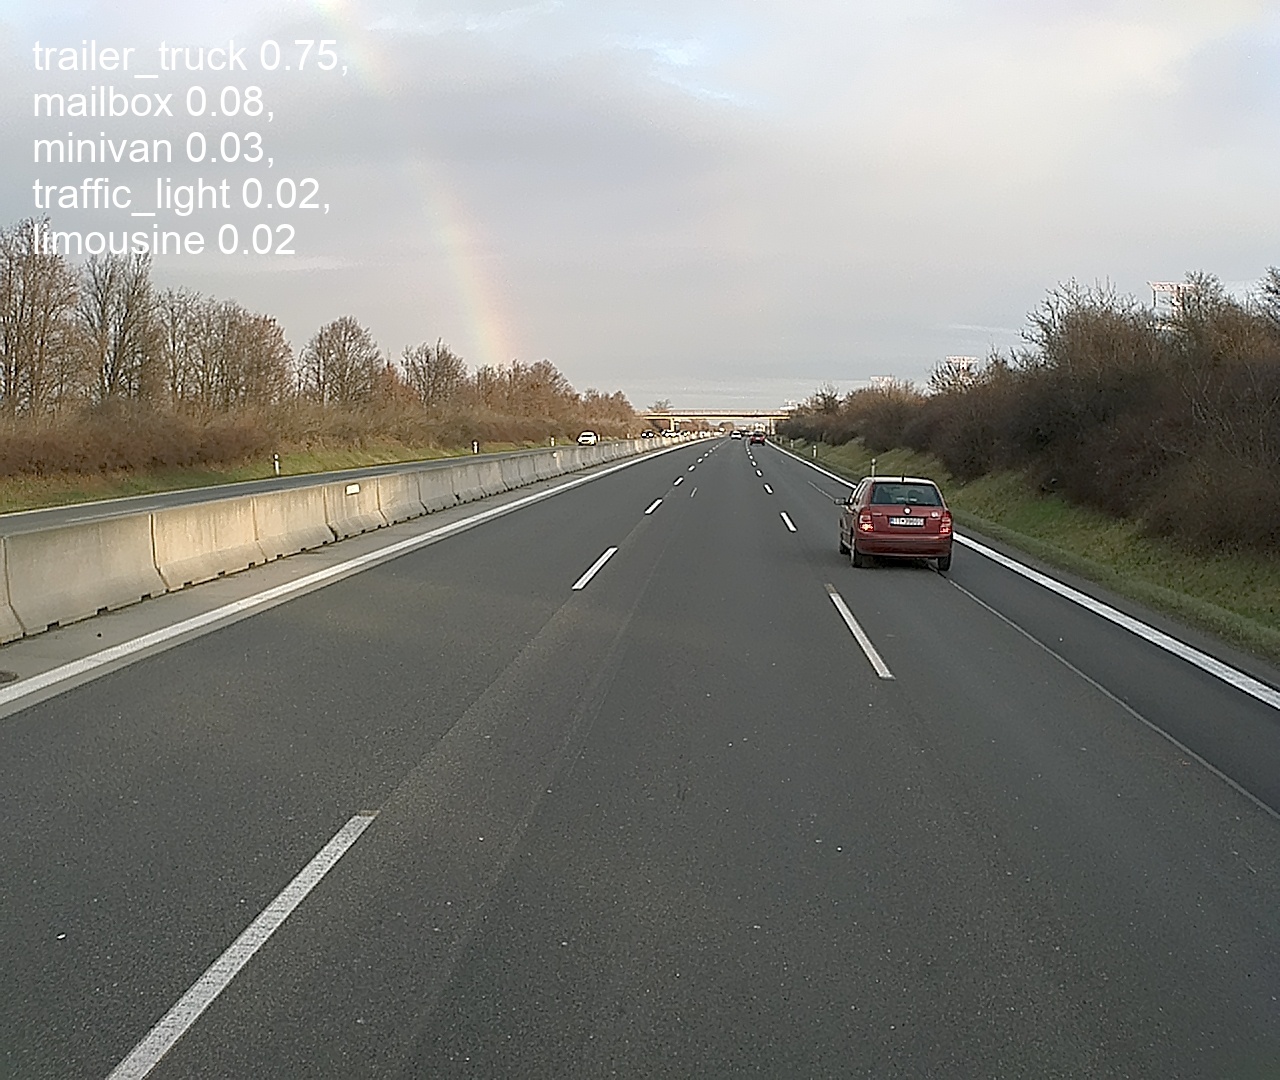 trailer_truck 0.75,
mailbox 0.08,
minivan 0.03,
traffic_light 0.02,
limousine 0.02